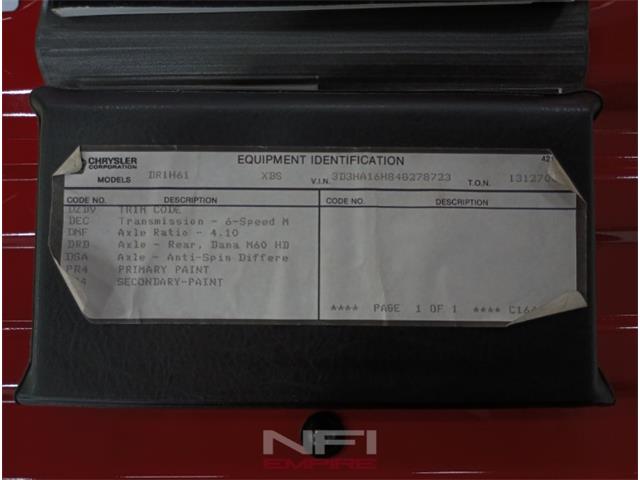 CHRYSLER
CORPORATION
EQUIPMENT IDENTIFICATION
421
MODELS DR1H61 XBS V.I.N. 3D3HA16H84G278723 T.O.N.
CODE NO. DESCRIPTION CODE NO. DESCRIPTION
TRIM CODE
DEC Transmission - 6-Speed M
DMF Axle Ratio - 4.10
DRD Axle - Rear, Dana M60 HD
DSA Axle - Anti-Spin Differe
PR4 PRIMARY PAINT
SECONDARY-PAINT
**** PAGE 1 OF 1 ****
NFI
EMPIRE